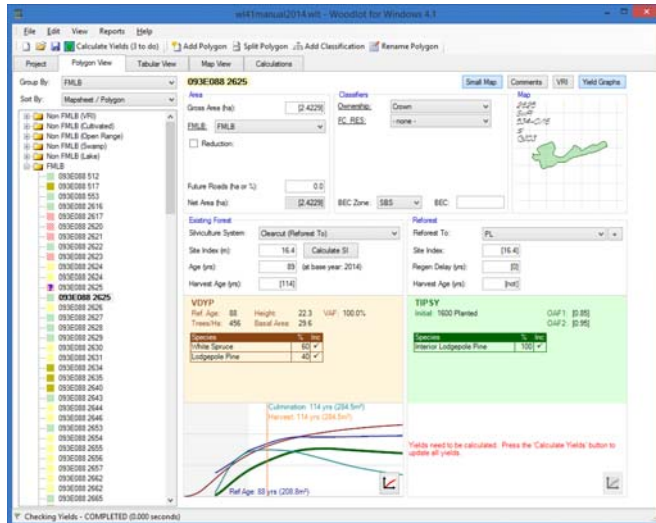 wl41manual2014.wlt - Woodlot for Windows 4.1
File Edit View Reports Help
Calculate Yields (3 to do) Add Polygon Split Polygon Add Classification Rename Polygon
Project Polygon View Tabular View Map View Calculations
Group By: FMLB
Sort By: Mapsheet / Polygon
Non FMLB (VRI)
Non FMLB (Cultivated)
Non FMLB (Open Range)
Non FMLB (Swamp)
Non FMLB (Lake)
FMLB
093E088 512
093E088 517
093E088 553
093E088 2616
093E088 2617
093E088 2620
093E088 2621
093E088 2622
093E088 2623
093E088 2624
093E088 2624
093E088 2625
093E088 2625
093E088 2626
093E088 2627
093E088 2628
093E088 2629
093E088 2630
093E088 2631
093E088 2634
093E088 2635
093E088 2640
093E088 2643
093E088 2644
093E088 2646
093E088 2653
093E088 2654
093E088 2655
093E088 2656
093E088 2657
093E088 2662
093E088 2662
093E088 2665
093E088 2625
Small Map Comments VRI Yield Graphs
Area
Gross Area (ha): [2.4229]
FMLB: FMLB
Reduction:
Future Roads (ha or %): 0.0
Net Area (ha): [2.4229]
Classifiers
Ownership: Crown
FC_RES: - none -
BEC Zone: SBS BEC:
Map
2625
Existing Forest
Silviculture System: Clearcut (Reforest To)
Site Index (m): 16.4 Calculate SI
Age (yrs): 89 (at base year: 2014)
Harvest Age (yrs): [114]
Reforest
Reforest To: PL
Site Index: [16.4]
Regen Delay (yrs): [0]
Harvest Age (yrs): [not]
VDYP
Ref. Age: 88 Height: 22.3 VAF: 100.0%
Trees/Ha: 456 Basal Area: 29.6
Species % Inc
White Spruce 60 ✓
Lodgepole Pine 40 ✓
TIPSY
Initial: 1600 Planted OAF1: [0.85]
OAF2: [0.95]
Species % Inc
Interior Lodgepole Pine 100 ✓
Culmination: 114 yrs (284.5m³)
Harvest: 114 yrs (284.5m³)
Ref Age: 88 yrs (208.8m³)
Yields need to be calculated. Press the 'Calculate Yields' button to
update all yields.
Checking Yields - COMPLETED (0.000 seconds)